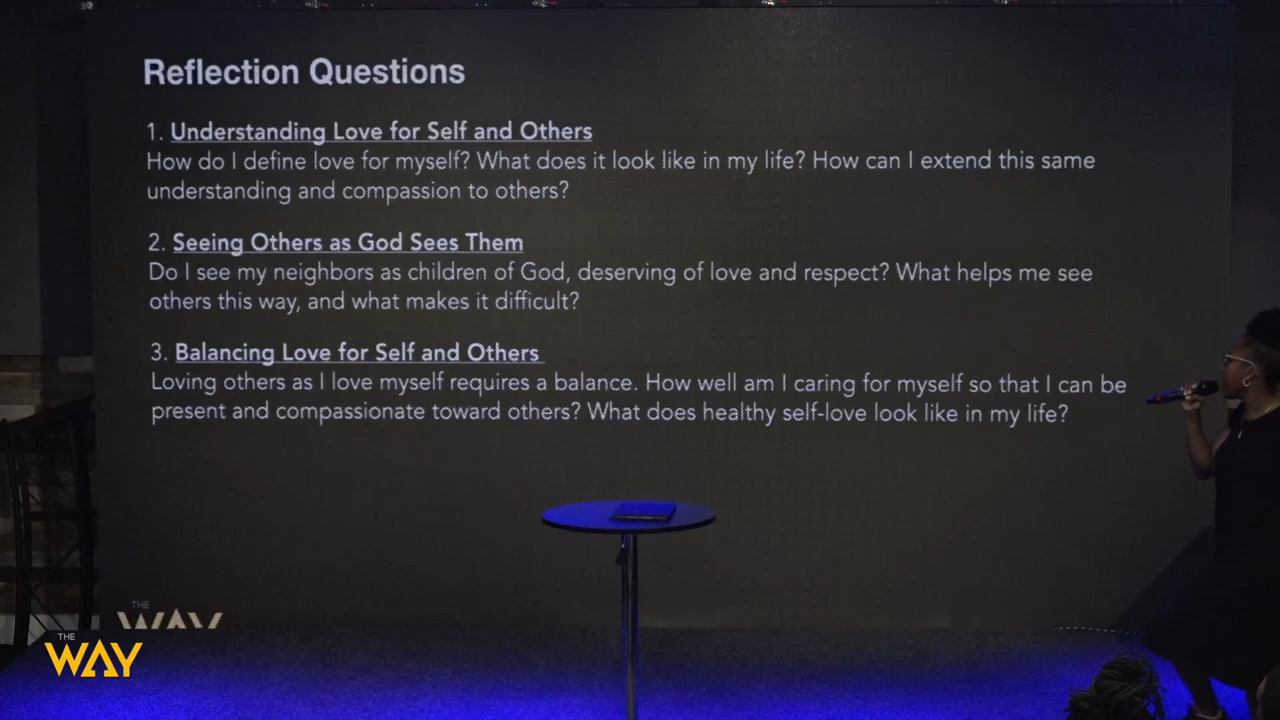 Reflection Questions
1. Understanding Love for Self and Others
How do I define love for myself? What does it look like in my life? How can I extend this same
understanding and compassion to others?
2. Seeing Others as God Sees Them
Do I see my neighbors as children of God, deserving of love and respect? What helps me see
others this way, and what makes it difficult?
3. Balancing Love for Self and Others
Loving others as I love myself requires a balance. How well am I caring for myself so that I can be
present and compassionate toward others? What does healthy self-love look like in my life?
THE
WAY
THE
WAY